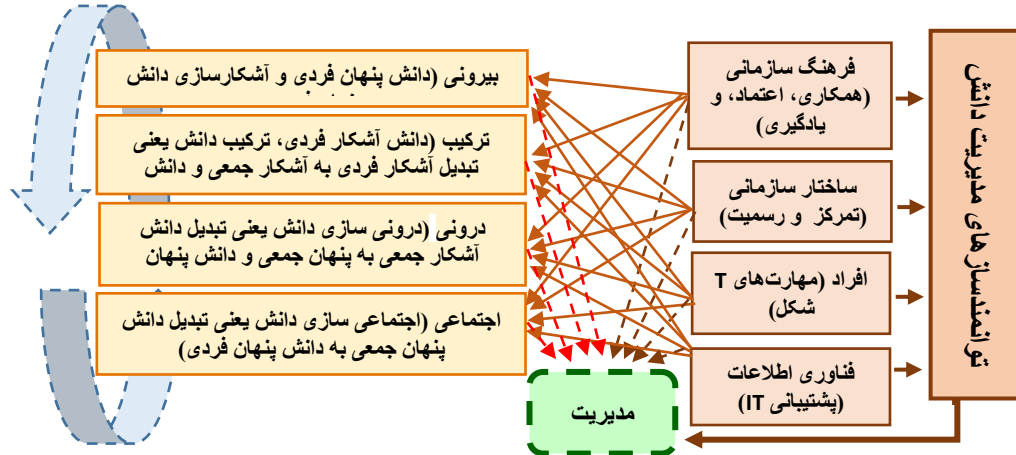 توانمندسازهای مدیریت دانش
فرهنگ سازمانی
(همکاری، اعتماد، و
یادگیری)
ساختار سازمانی
(تمرکز و رسمیت)
افراد (مهارت‌های T
شکل)
فناوری اطلاعات
(پشتیبانی IT)
بیرونی (دانش پنهان فردی و آشکارسازی دانش
ترکیب (دانش آشکار فردی، ترکیب دانش یعنی
تبدیل آشکار فردی به آشکار جمعی و دانش
درونی (درونی سازی دانش یعنی تبدیل دانش
آشکار جمعی به پنهان جمعی و دانش پنهان
اجتماعی (اجتماعی سازی دانش یعنی تبدیل دانش
پنهان جمعی به دانش پنهان فردی)
مدیریت